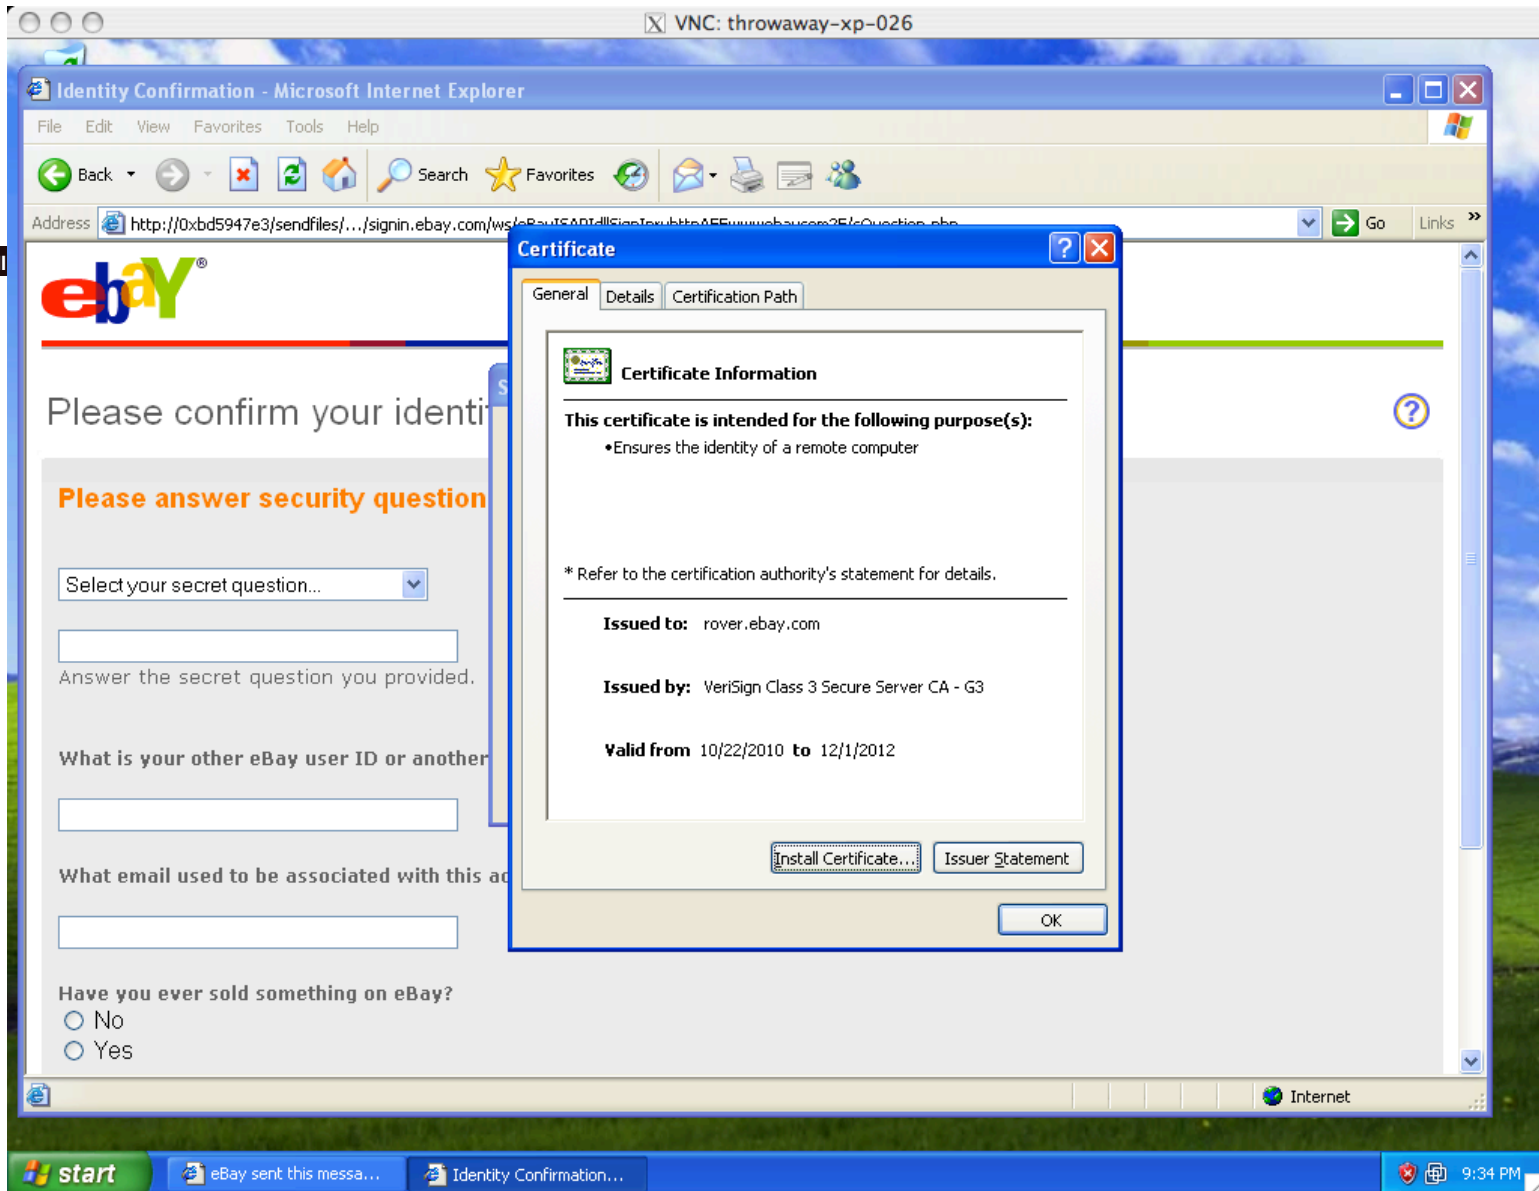 VNC: throwaway-xp-026
Identity Confirmation - Microsoft Internet Explorer
File Edit View Favorites Tools Help
Back Search Favorites
Address http://0xbd5947e3/sendfiles/.../signin.ebay.com/ws/eBayISAPIdllSignIn Go Links »
ebaY®
Please confirm your identi
Please answer security question
Select your secret question...
Answer the secret question you provided.
What is your other eBay user ID or another
What email used to be associated with this ac
Have you ever sold something on eBay?
No
Yes
S
Certificate
General Details Certification Path
Certificate Information
This certificate is intended for the following purpose(s):
•Ensures the identity of a remote computer
* Refer to the certification authority's statement for details.
Issued to: rover.ebay.com
Issued by: VeriSign Class 3 Secure Server CA - G3
Valid from 10/22/2010 to 12/1/2012
Install Certificate... Issuer Statement
OK
Internet
start eBay sent this messa... Identity Confirmation... 9:34 PM